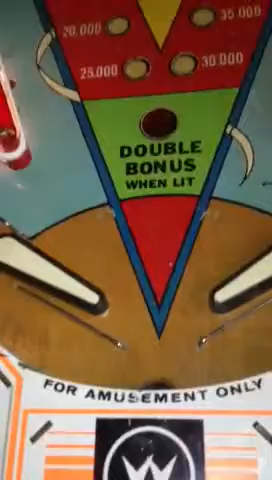 20.000 35.000
25.000 30.000
DOUBLE
BONUS
WHEN LIT
FOR AMUSEMENT ONLY